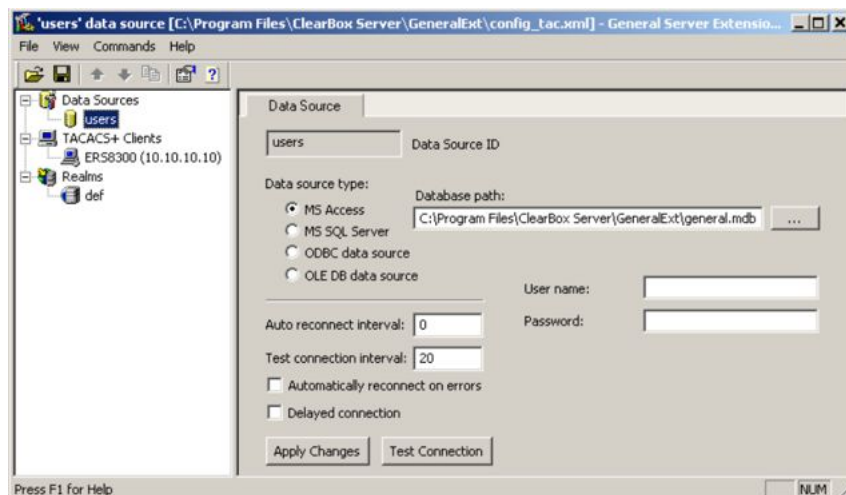 'users' data source [C:\Program Files\ClearBox Server\GeneralExt\config_tac.xml] - General Server Extensio...
File View Commands Help
Data Sources
users
TACACS+ Clients
ERS8300 (10.10.10.10)
Realms
def
Data Source
users Data Source ID
Data source type:
Database path:
MS Access
C:\Program Files\ClearBox Server\GeneralExt\general.mdb ...
MS SQL Server
ODBC data source
OLE DB data source
User name:
Auto reconnect interval: 0
Password:
Test connection interval: 20
Automatically reconnect on errors
Delayed connection
Apply Changes Test Connection
Press F1 for Help NUM